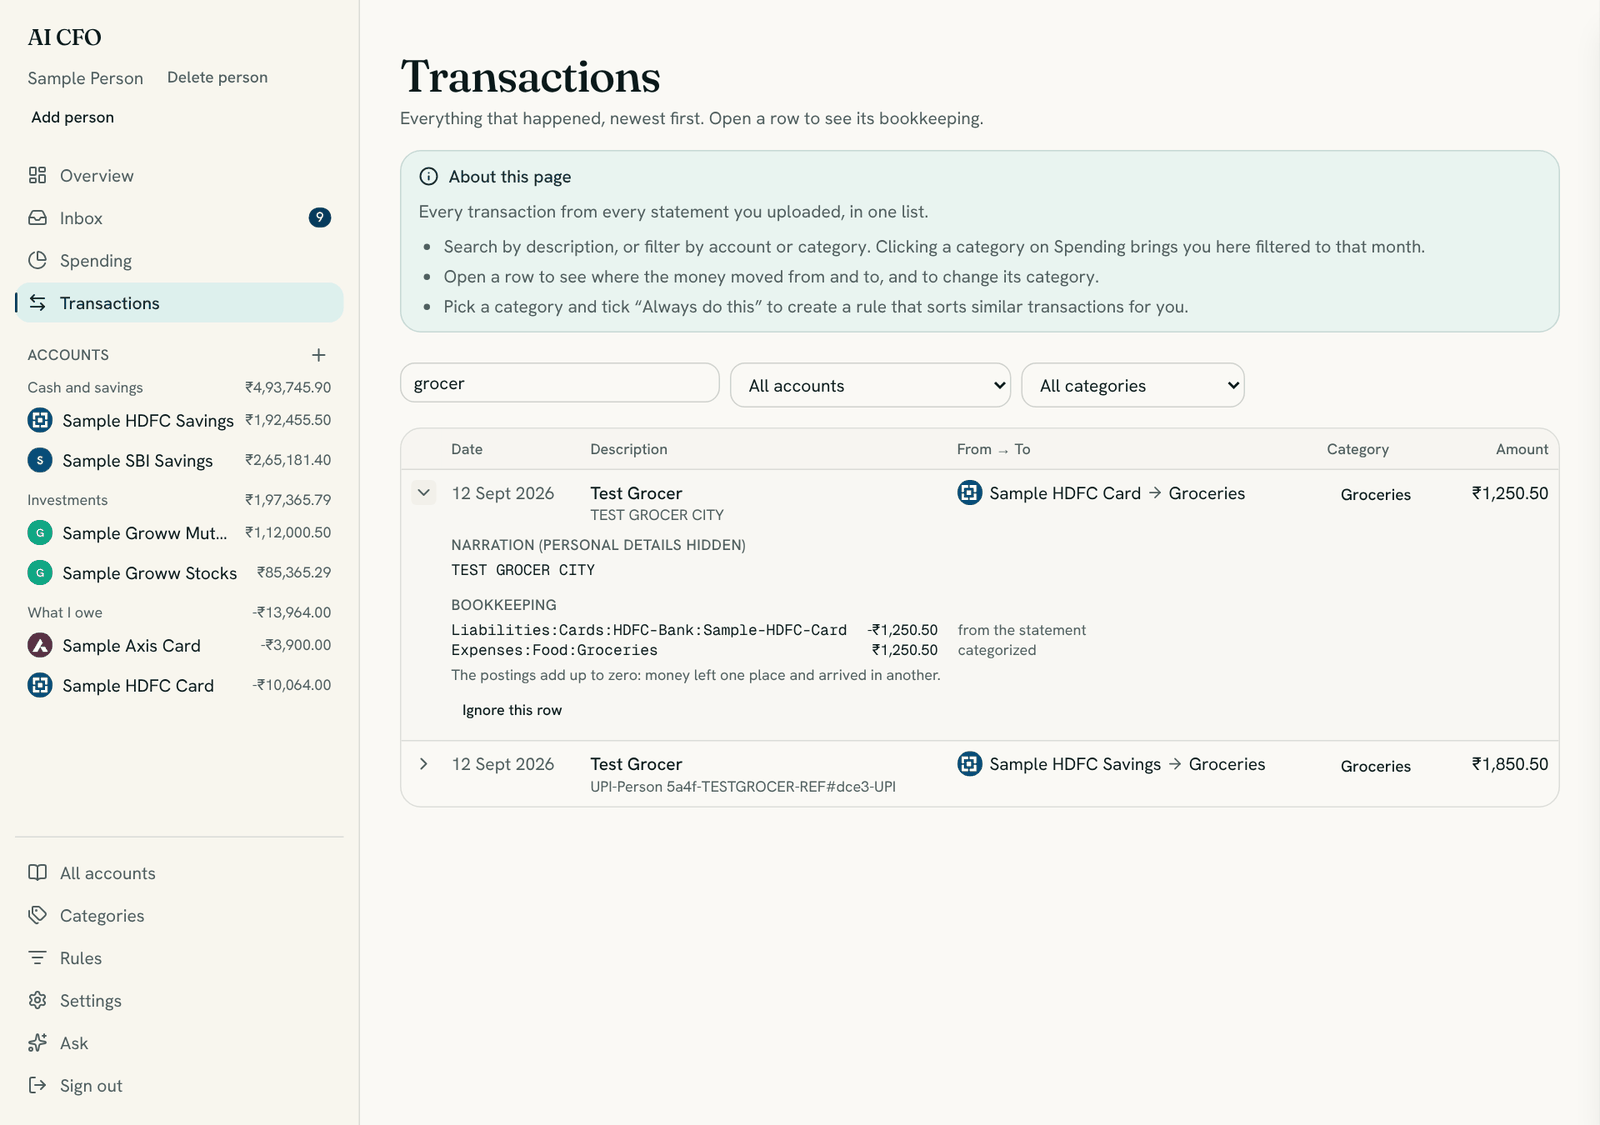 AI CFO
Sample Person Delete person
Add person
Overview
Inbox 9
Spending
Transactions
ACCOUNTS
Cash and savings ₹4,93,745.90
Sample HDFC Savings ₹1,92,455.50
S Sample SBI Savings ₹2,65,181.40
Investments ₹1,97,365.79
G Sample Groww Mut... ₹1,12,000.50
G Sample Groww Stocks ₹85,365.29
What I owe -₹13,964.00
Sample Axis Card -₹3,900.00
Sample HDFC Card -₹10,064.00
All accounts
Categories
Rules
Settings
Ask
Sign out
Transactions
Everything that happened, newest first. Open a row to see its bookkeeping.
About this page
Every transaction from every statement you uploaded, in one list.
• Search by description, or filter by account or category. Clicking a category on Spending brings you here filtered to that month.
• Open a row to see where the money moved from and to, and to change its category.
• Pick a category and tick “Always do this” to create a rule that sorts similar transactions for you.
grocer All accounts All categories
Date Description From → To Category Amount
12 Sept 2026 Test Grocer Sample HDFC Card → Groceries Groceries ₹1,250.50
TEST GROCER CITY
NARRATION (PERSONAL DETAILS HIDDEN)
TEST GROCER CITY
BOOKKEEPING
Liabilities:Cards:HDFC-Bank:Sample-HDFC-Card -₹1,250.50 from the statement
Expenses:Food:Groceries ₹1,250.50 categorized
The postings add up to zero: money left one place and arrived in another.
Ignore this row
12 Sept 2026 Test Grocer Sample HDFC Savings → Groceries Groceries ₹1,850.50
UPI-Person 5a4f-TESTGROCER-REF#dce3-UPI